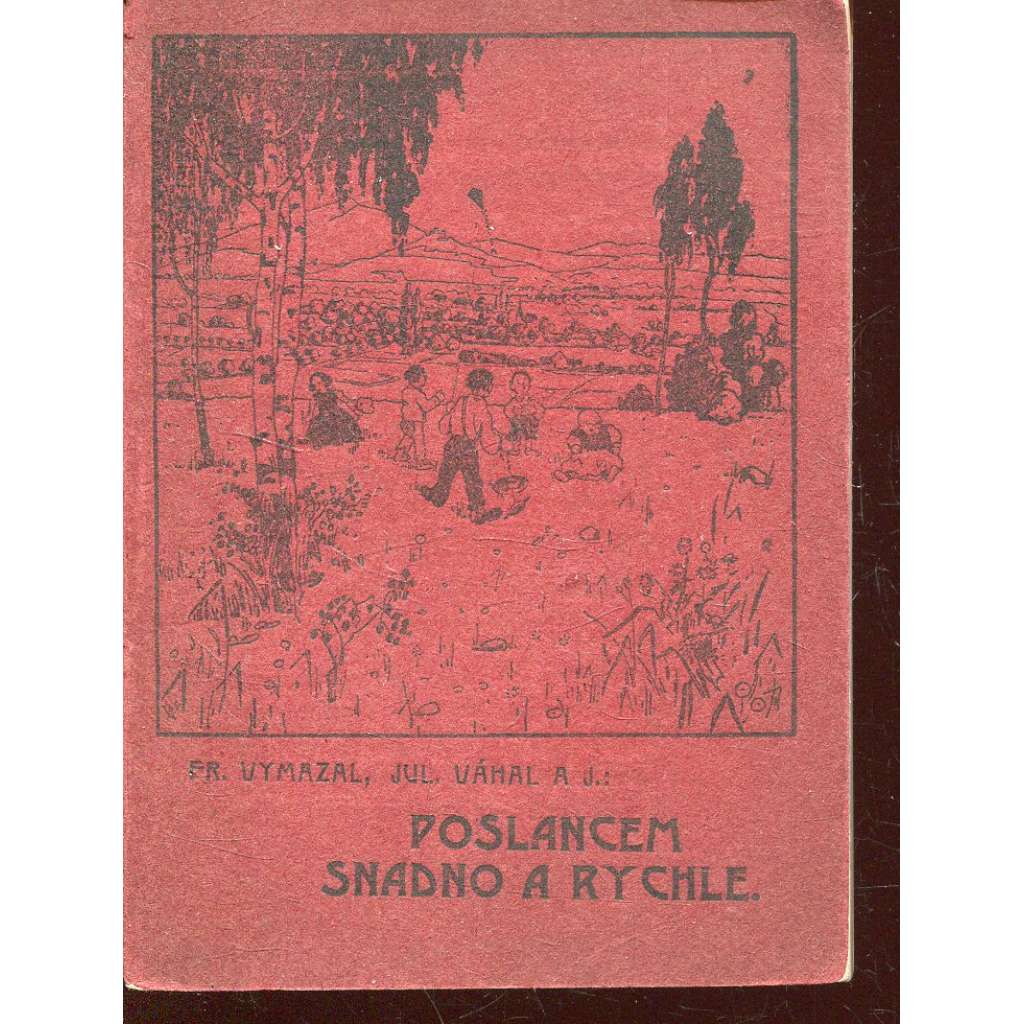 FR. VYMAZAL, JUL. VÁHAL A J.:
POSLANCEM
SNADNO A RYCHLE.